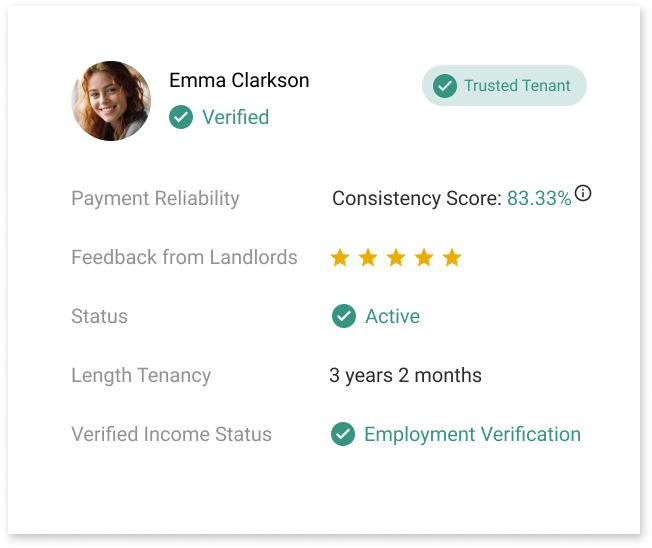 Emma Clarkson
Verified
Trusted Tenant
Payment Reliability
Consistency Score: 83.33%
Feedback from Landlords
Status
Active
Length Tenancy
3 years 2 months
Verified Income Status
Employment Verification